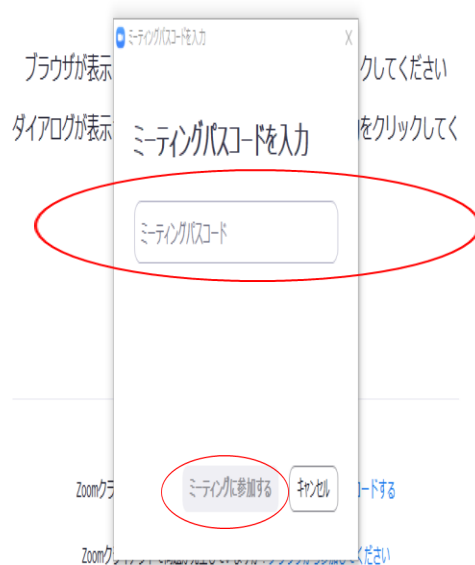 ミーティングパスコードを入力
X
ブラウザが表示
クしてください
ダイアログが表示
をクリックしてく
ミーティングパスコードを入力
ミーティングパスコード
ミーティングに参加する
キャンセル
Zoomクラ
ードする
Zoomク
ください